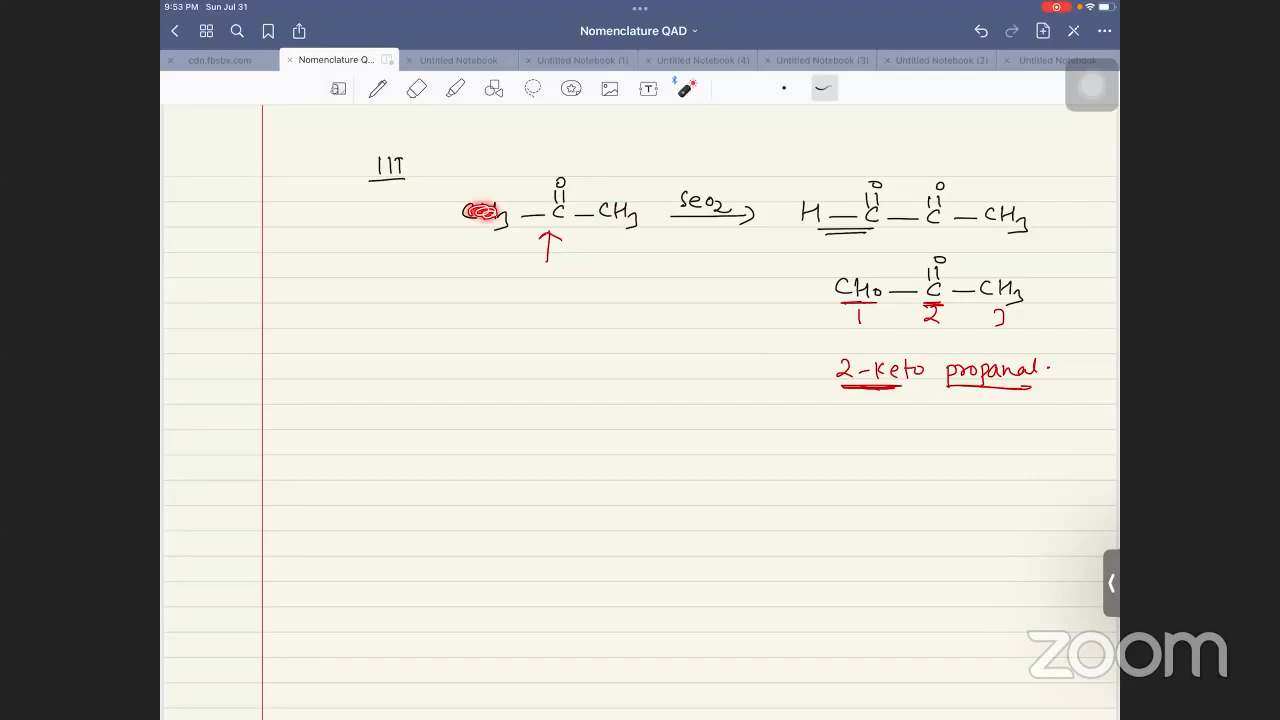 9:53 PM Sun Jul 31
Nomenclature QAD
cdn.fbsbx.com
Nomenclature Q...
Untitled Notebook
Untitled Notebook (1)
Untitled Notebook (4)
Untitled Notebook (3)
Untitled Notebook (2)
Untitled Notebook
IIT
O O O
CH3 — C — CH3 SeO2 H — C — C — CH3
O
CHO — C — CH3
1 2 3
2-Keto propanal.
zoom